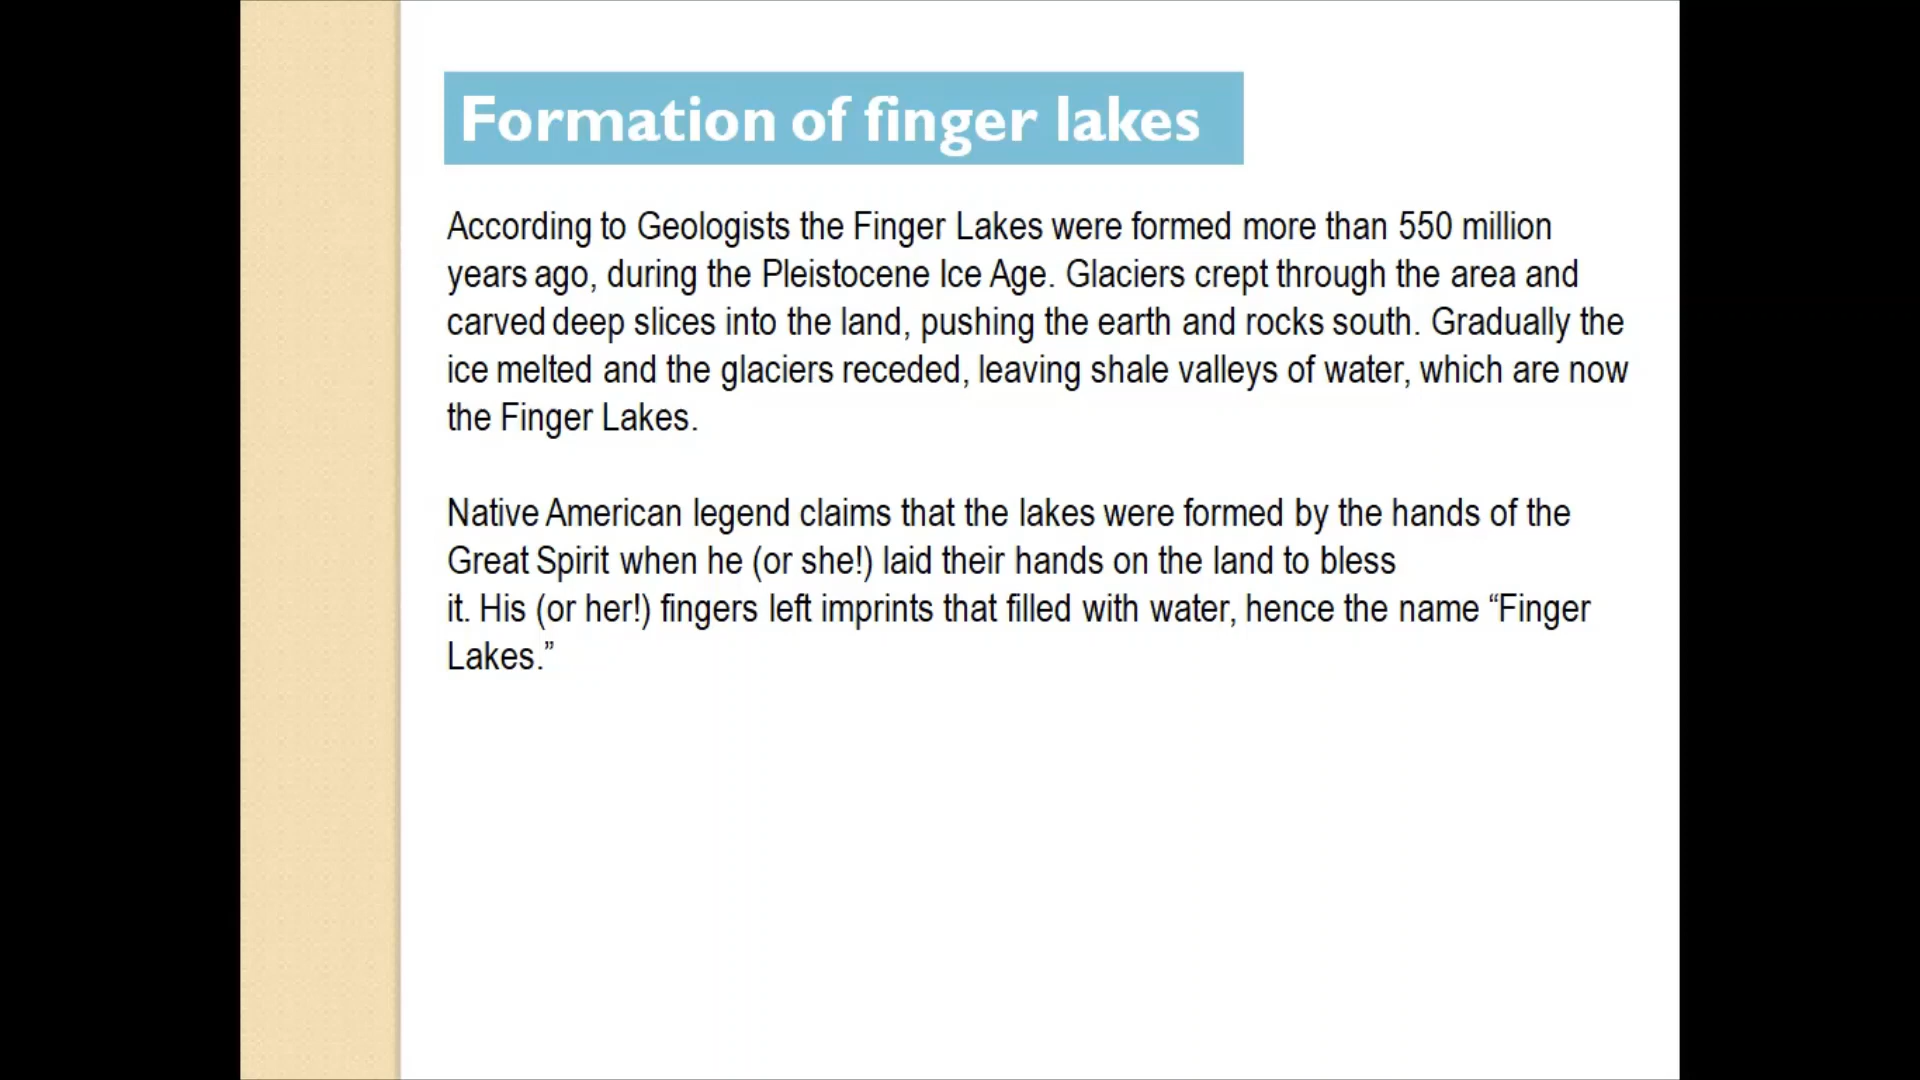 Formation of finger lakes
According to Geologists the Finger Lakes were formed more than 550 million
years ago, during the Pleistocene Ice Age. Glaciers crept through the area and
carved deep slices into the land, pushing the earth and rocks south. Gradually the
ice melted and the glaciers receded, leaving shale valleys of water, which are now
the Finger Lakes.
Native American legend claims that the lakes were formed by the hands of the
Great Spirit when he (or she!) laid their hands on the land to bless
it. His (or her!) fingers left imprints that filled with water, hence the name “Finger
Lakes.”